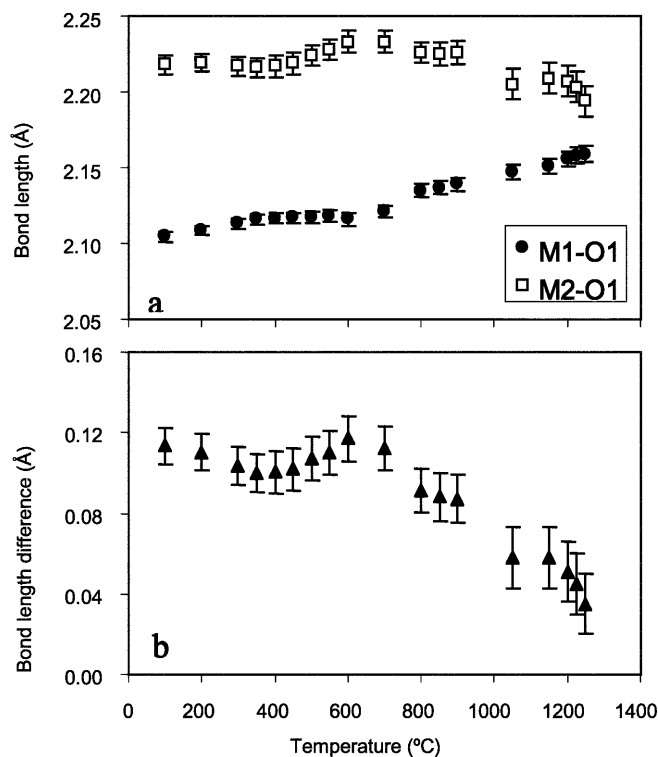 2.25
2.20
2.15
2.10
2.05
Bond length (Å)
a
M1-O1
M2-O1
0.16
0.12
0.08
0.04
0.00
Bond length difference (Å)
b
0 200 400 600 800 1000 1200 1400
Temperature (ºC)